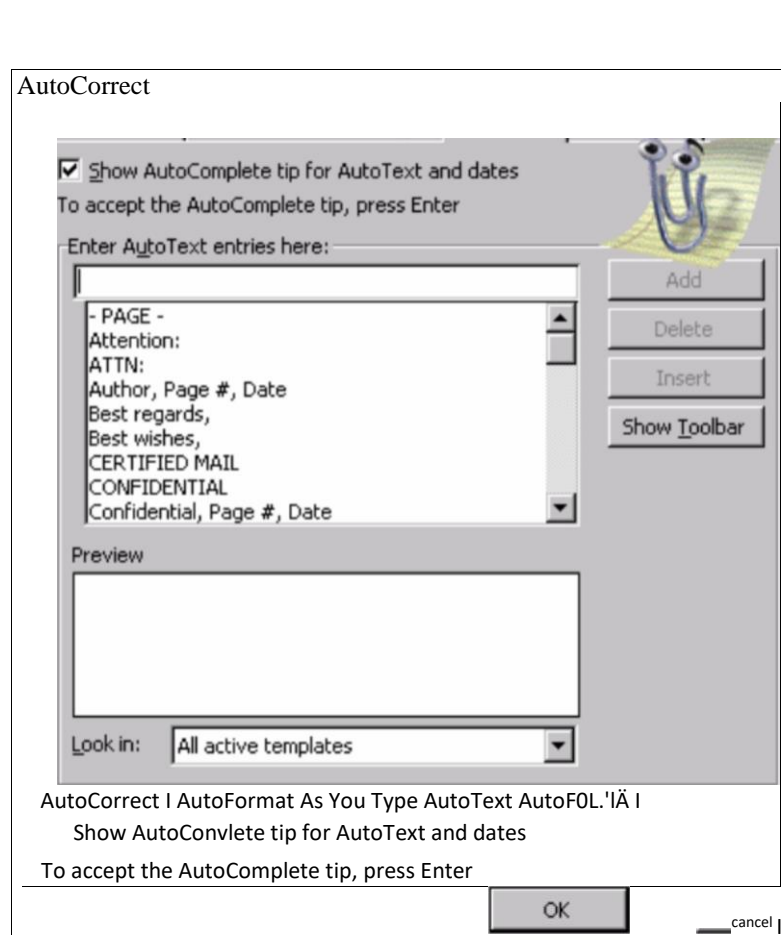 AutoCorrect
Show AutoComplete tip for AutoText and dates
To accept the AutoComplete tip, press Enter
Enter AutoText entries here:
Add
- PAGE -
Attention:
ATTN:
Author, Page #, Date
Best regards,
Best wishes,
CERTIFIED MAIL
CONFIDENTIAL
Confidential, Page #, Date
Delete
Insert
Show Toolbar
Preview
Look in: All active templates
AutoCorrect I AutoFormat As You Type AutoText AutoF0L.'lÄ I
Show AutoConvlete tip for AutoText and dates
To accept the AutoComplete tip, press Enter
OK
cancel